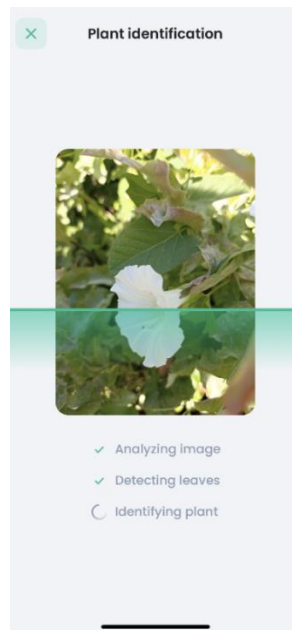 Plant identification
Analyzing image
Detecting leaves
Identifying plant